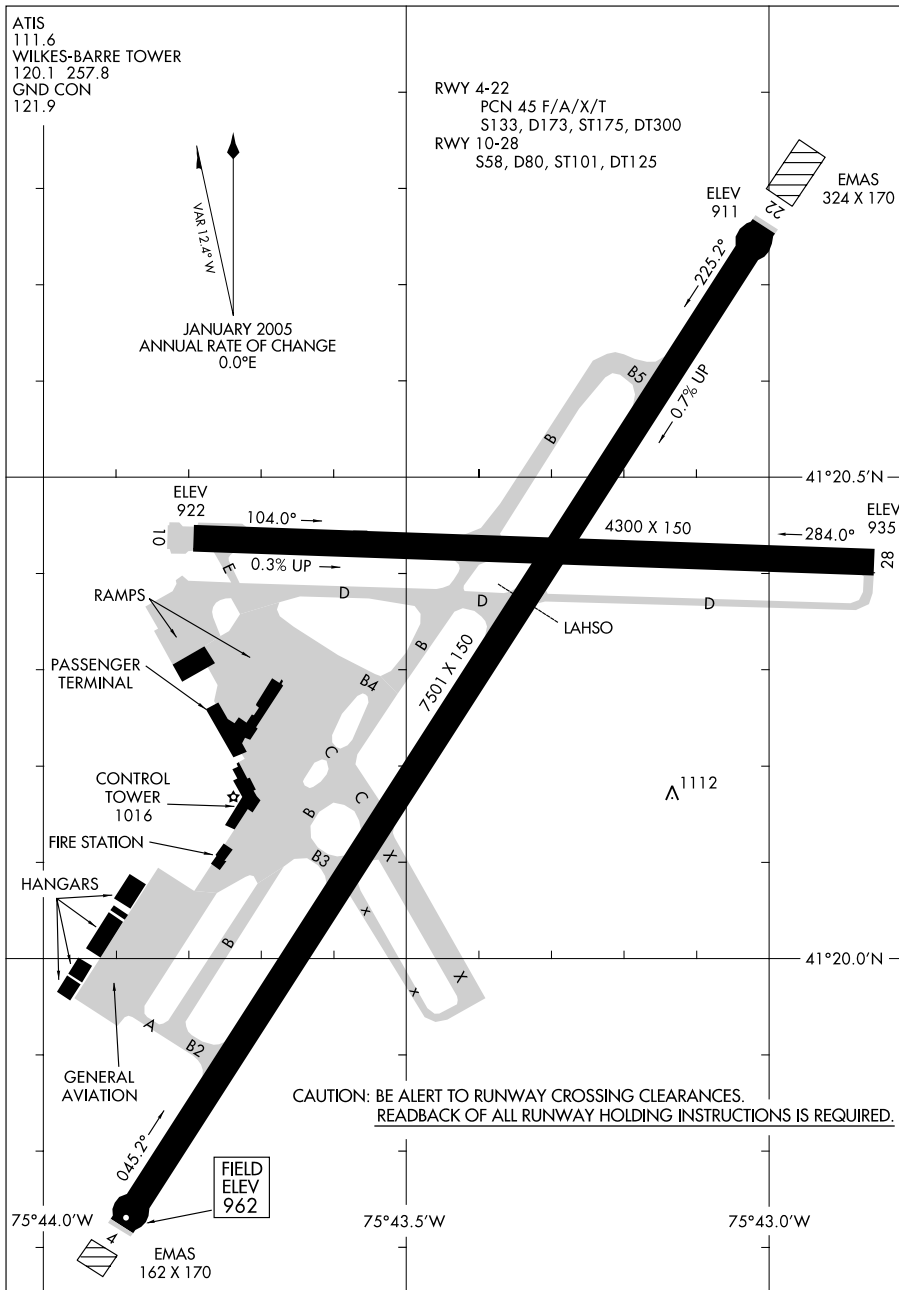 ATIS
111.6
WILKES-BARRE TOWER
120.1 257.8
GND CON
121.9
RWY 4-22
PCN 45 F/A/X/T
S133, D173, ST175, DT300
RWY 10-28
S58, D80, ST101, DT125
VAR 12.4° W
JANUARY 2005
ANNUAL RATE OF CHANGE
0.0°E
EMAS
324 X 170
ELEV
911
22
225.2°
0.7% UP
B5
B
41°20.5'N
ELEV
922
10
104.0°
0.3% UP
4300 X 150
284.0°
ELEV
935
28
E
D
D
D
LAHSO
RAMPS
PASSENGER
TERMINAL
B
B4
7501 X 150
C
C
1112
CONTROL
TOWER
1016
B
FIRE STATION
B3
X
X
HANGARS
B
X
X
41°20.0'N
A
B2
GENERAL
AVIATION
CAUTION: BE ALERT TO RUNWAY CROSSING CLEARANCES.
READBACK OF ALL RUNWAY HOLDING INSTRUCTIONS IS REQUIRED.
045.2°
FIELD
ELEV
962
75°44.0'W
75°43.5'W
75°43.0'W
4
EMAS
162 X 170